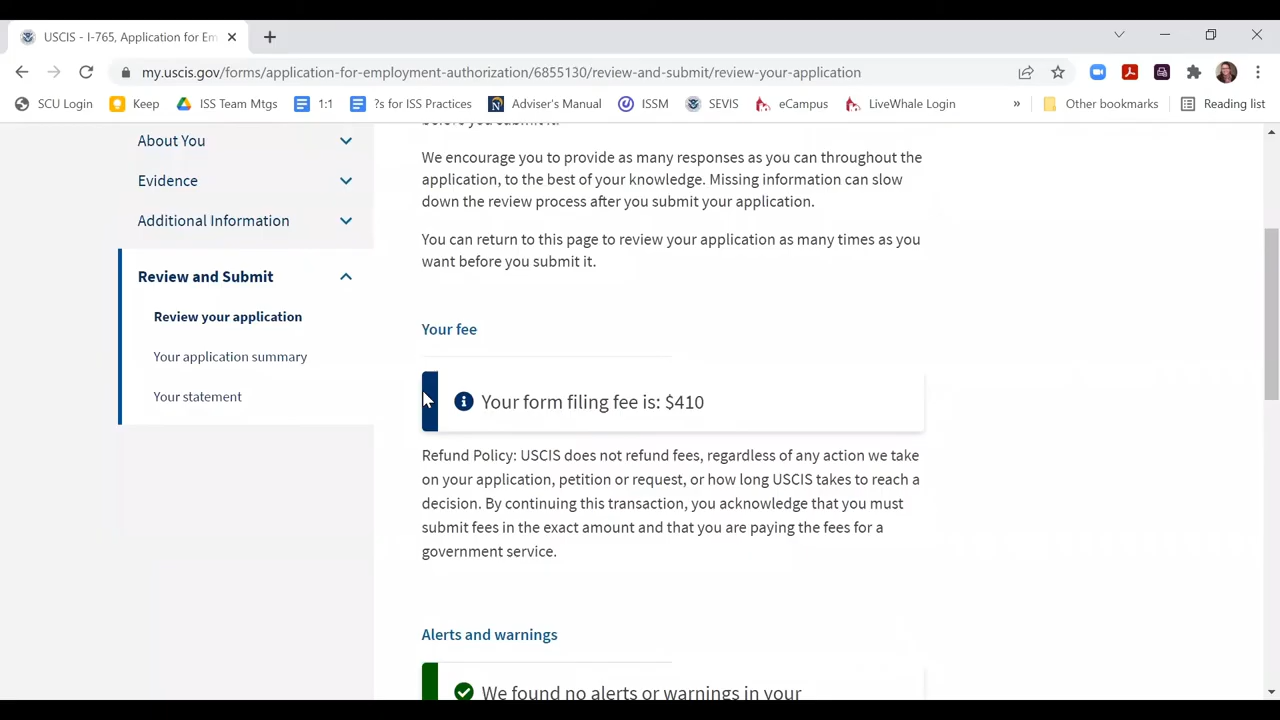 USCIS - I-765, Application for Em
my.uscis.gov/forms/application-for-employment-authorization/6855130/review-and-submit/review-your-application
SCU Login Keep ISS Team Mtgs 1:1 ?s for ISS Practices Adviser's Manual ISSM SEVIS eCampus LiveWhale Login » Other bookmarks Reading list
About You
Evidence
Additional Information
Review and Submit
Review your application
Your application summary
Your statement
before you submit it.
We encourage you to provide as many responses as you can throughout the
application, to the best of your knowledge. Missing information can slow
down the review process after you submit your application.
You can return to this page to review your application as many times as you
want before you submit it.
Your fee
Your form filing fee is: $410
Refund Policy: USCIS does not refund fees, regardless of any action we take
on your application, petition or request, or how long USCIS takes to reach a
decision. By continuing this transaction, you acknowledge that you must
submit fees in the exact amount and that you are paying the fees for a
government service.
Alerts and warnings
We found no alerts or warnings in your